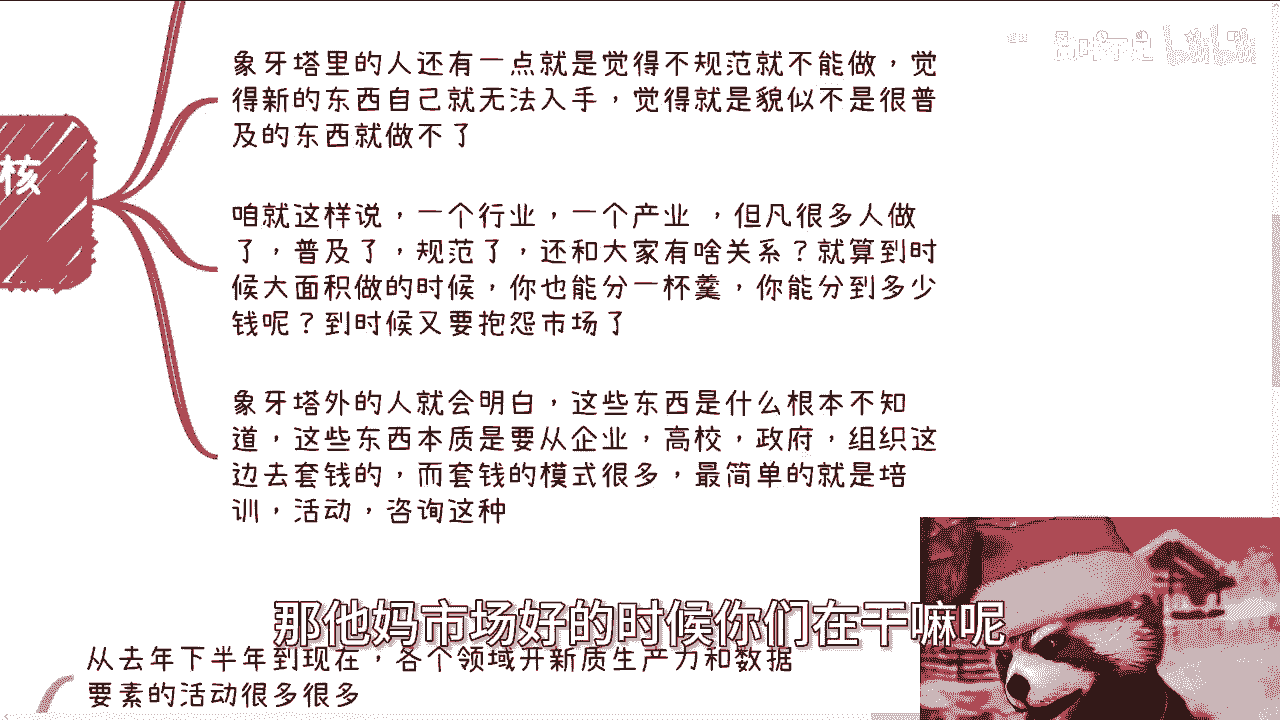 象牙塔里的人还有一点就是觉得不规范就不能做，觉
得新的东西自己就无法入手，觉得就是貌似不是很普
及的东西就做不了
核
咱就这样说，一个行业，一个产业 ，但凡很多人做
了，普及了，规范了，还和大家有啥关系？就算到时
候大面积做的时候，你也能分一杯羹，你能分到多少
钱呢？到时候又要抱怨市场了
象牙塔外的人就会明白，这些东西是什么根本不知
道，这些东西本质是要从企业，高校，政府，组织这
边去套钱的，而套钱的模式很多，最简单的就是培
训，活动，咨询这种
那他妈市场好的时候你们在干嘛呢
从去年下半年到现在，各个领域开新质生产力和数据
要素的活动很多很多